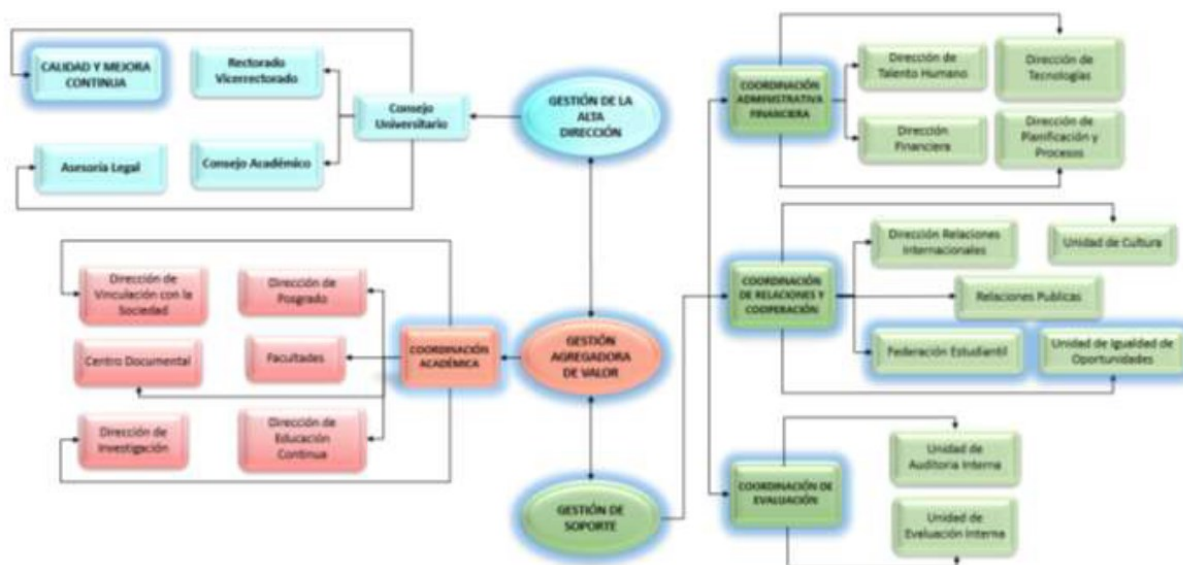 CALIDAD Y MEJORA
CONTINUA
Rectorado
Vicerrectorado
Consejo
Universitario
Asesoría Legal
Consejo Académico
GESTIÓN DE LA
ALTA
DIRECCIÓN
Dirección de
Vinculación con la
Sociedad
Dirección de
Posgrado
Centro Documental
Facultades
COORDINACIÓN
ACADÉMICA
Dirección de
Investigación
Dirección de
Educación
Continua
GESTIÓN
AGREGADORA
DE VALOR
GESTIÓN DE
SOPORTE
COORDINACIÓN
ADMINISTRATIVA
FINANCIERA
Dirección de
Talento Humano
Dirección de
Tecnologías
Dirección
Financiera
Dirección de
Planificación y
Procesos
COORDINACIÓN
DE RELACIONES Y
COOPERACIÓN
Dirección Relaciones
Internacionales
Unidad de Cultura
Relaciones Publicas
Federación Estudiantil
Unidad de Igualdad de
Oportunidades
COORDINACIÓN DE
EVALUACIÓN
Unidad de
Auditoria Interna
Unidad de
Evaluación Interna